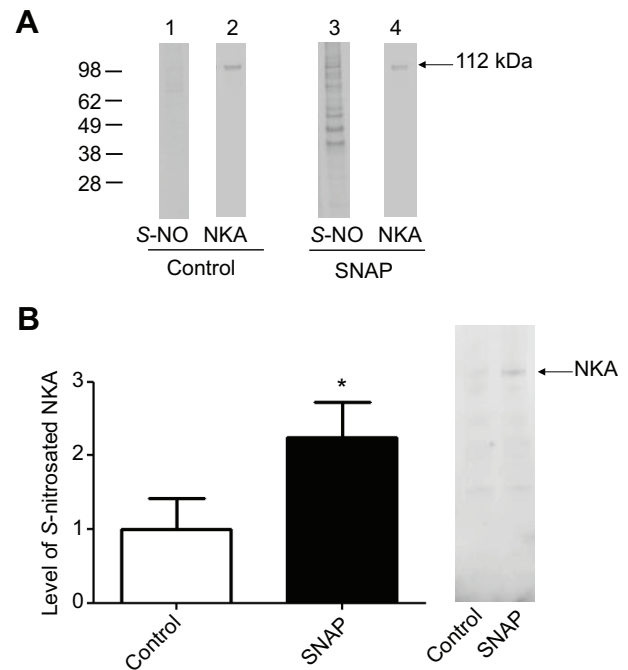 A
1 2 3 4
98
62
49
38
28
112 kDa
S-NO NKA S-NO NKA
Control SNAP
B
Level of S-nitrosated NKA
3
2
1
0
*
Control
SNAP
NKA
Control
SNAP